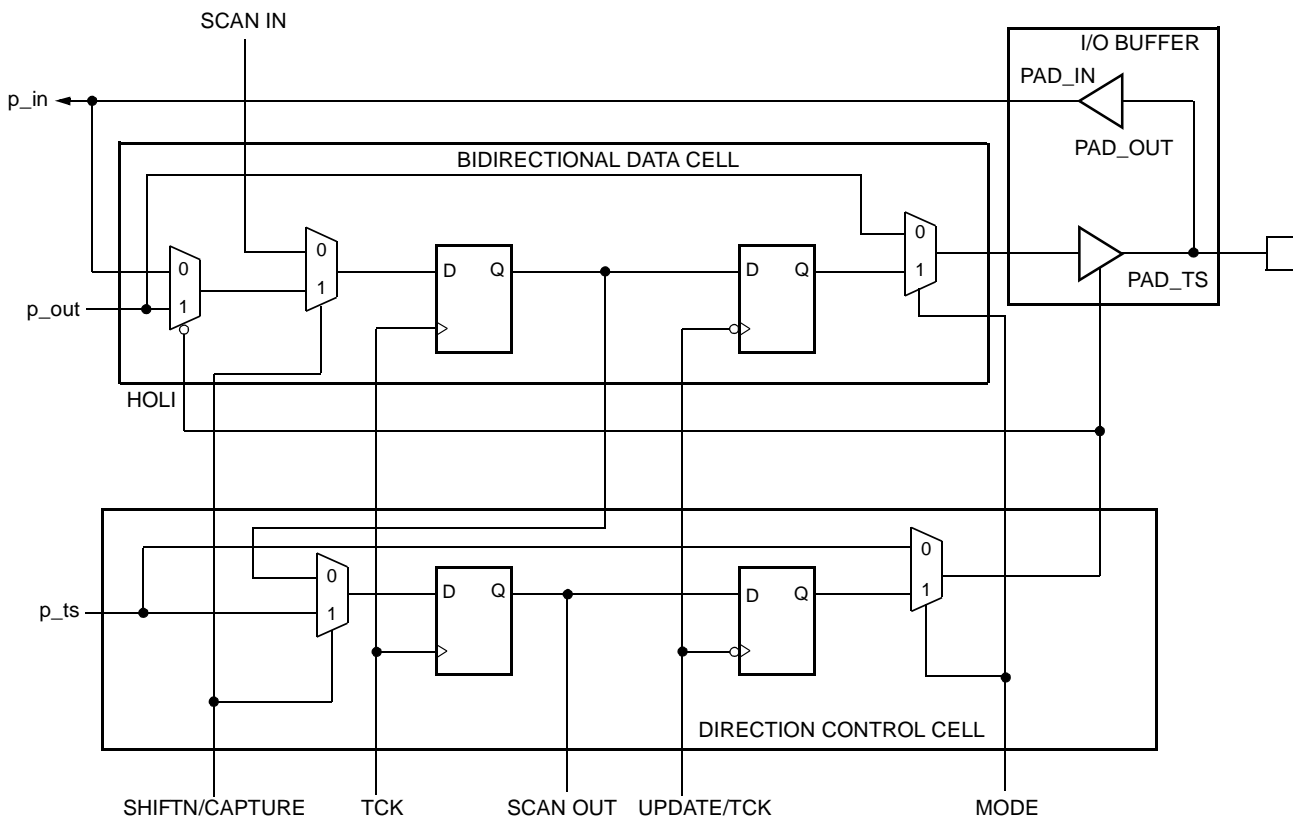 SCAN IN
I/O BUFFER
PAD_IN
p_in
PAD_OUT
BIDIRECTIONAL DATA CELL
0
0
0
1
D Q
D Q
1
1
p_out
PAD_TS
HOLI
0
0
D Q
D Q
1
1
p_ts
DIRECTION CONTROL CELL
SHIFTN/CAPTURE
TCK
SCAN OUT
UPDATE/TCK
MODE